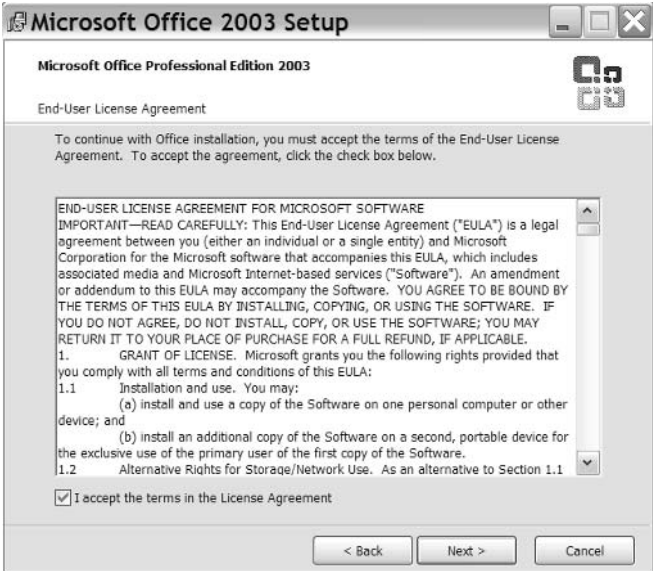 Microsoft Office 2003 Setup
Microsoft Office Professional Edition 2003
End-User License Agreement
To continue with Office installation, you must accept the terms of the End-User License
Agreement. To accept the agreement, click the check box below.
END-USER LICENSE AGREEMENT FOR MICROSOFT SOFTWARE
IMPORTANT—READ CAREFULLY: This End-User License Agreement ("EULA") is a legal
agreement between you (either an individual or a single entity) and Microsoft
Corporation for the Microsoft software that accompanies this EULA, which includes
associated media and Microsoft Internet-based services ("Software"). An amendment
or addendum to this EULA may accompany the Software. YOU AGREE TO BE BOUND BY
THE TERMS OF THIS EULA BY INSTALLING, COPYING, OR USING THE SOFTWARE. IF
YOU DO NOT AGREE, DO NOT INSTALL, COPY, OR USE THE SOFTWARE; YOU MAY
RETURN IT TO YOUR PLACE OF PURCHASE FOR A FULL REFUND, IF APPLICABLE.
1. GRANT OF LICENSE. Microsoft grants you the following rights provided that
you comply with all terms and conditions of this EULA:
1.1 Installation and use. You may:
(a) install and use a copy of the Software on one personal computer or other
device; and
(b) install an additional copy of the Software on a second, portable device for
the exclusive use of the primary user of the first copy of the Software.
1.2 Alternative Rights for Storage/Network Use. As an alternative to Section 1.1
I accept the terms in the License Agreement
< Back Next > Cancel